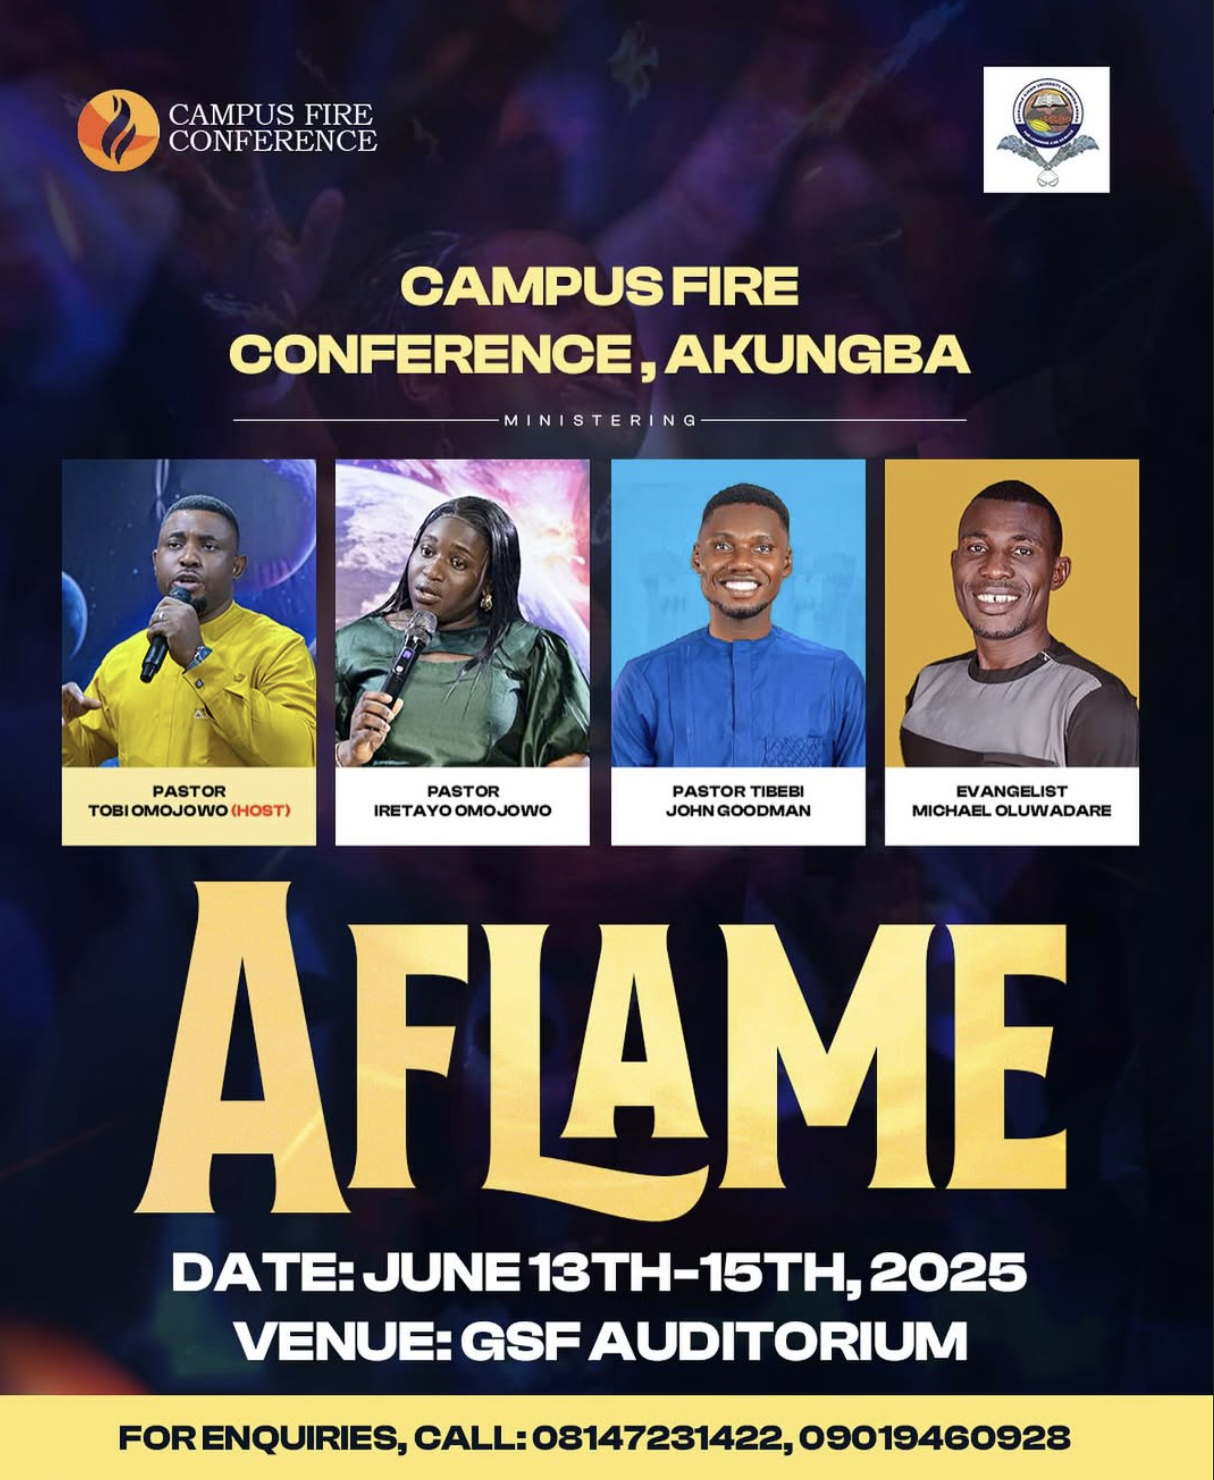 CAMPUS FIRE
CONFERENCE
CAMPUS FIRE
CONFERENCE , AKUNGBA
MINISTERING
PASTOR
TOBI OMOJOWO (HOST)
PASTOR
IRETAYO OMOJOWO
PASTOR TIBEBI
JOHN GOODMAN
EVANGELIST
MICHAEL OLUWADARE
AFLAME
DATE: JUNE 13TH-15TH, 2025
VENUE: GSF AUDITORIUM
FOR ENQUIRIES, CALL: 08147231422, 09019460928